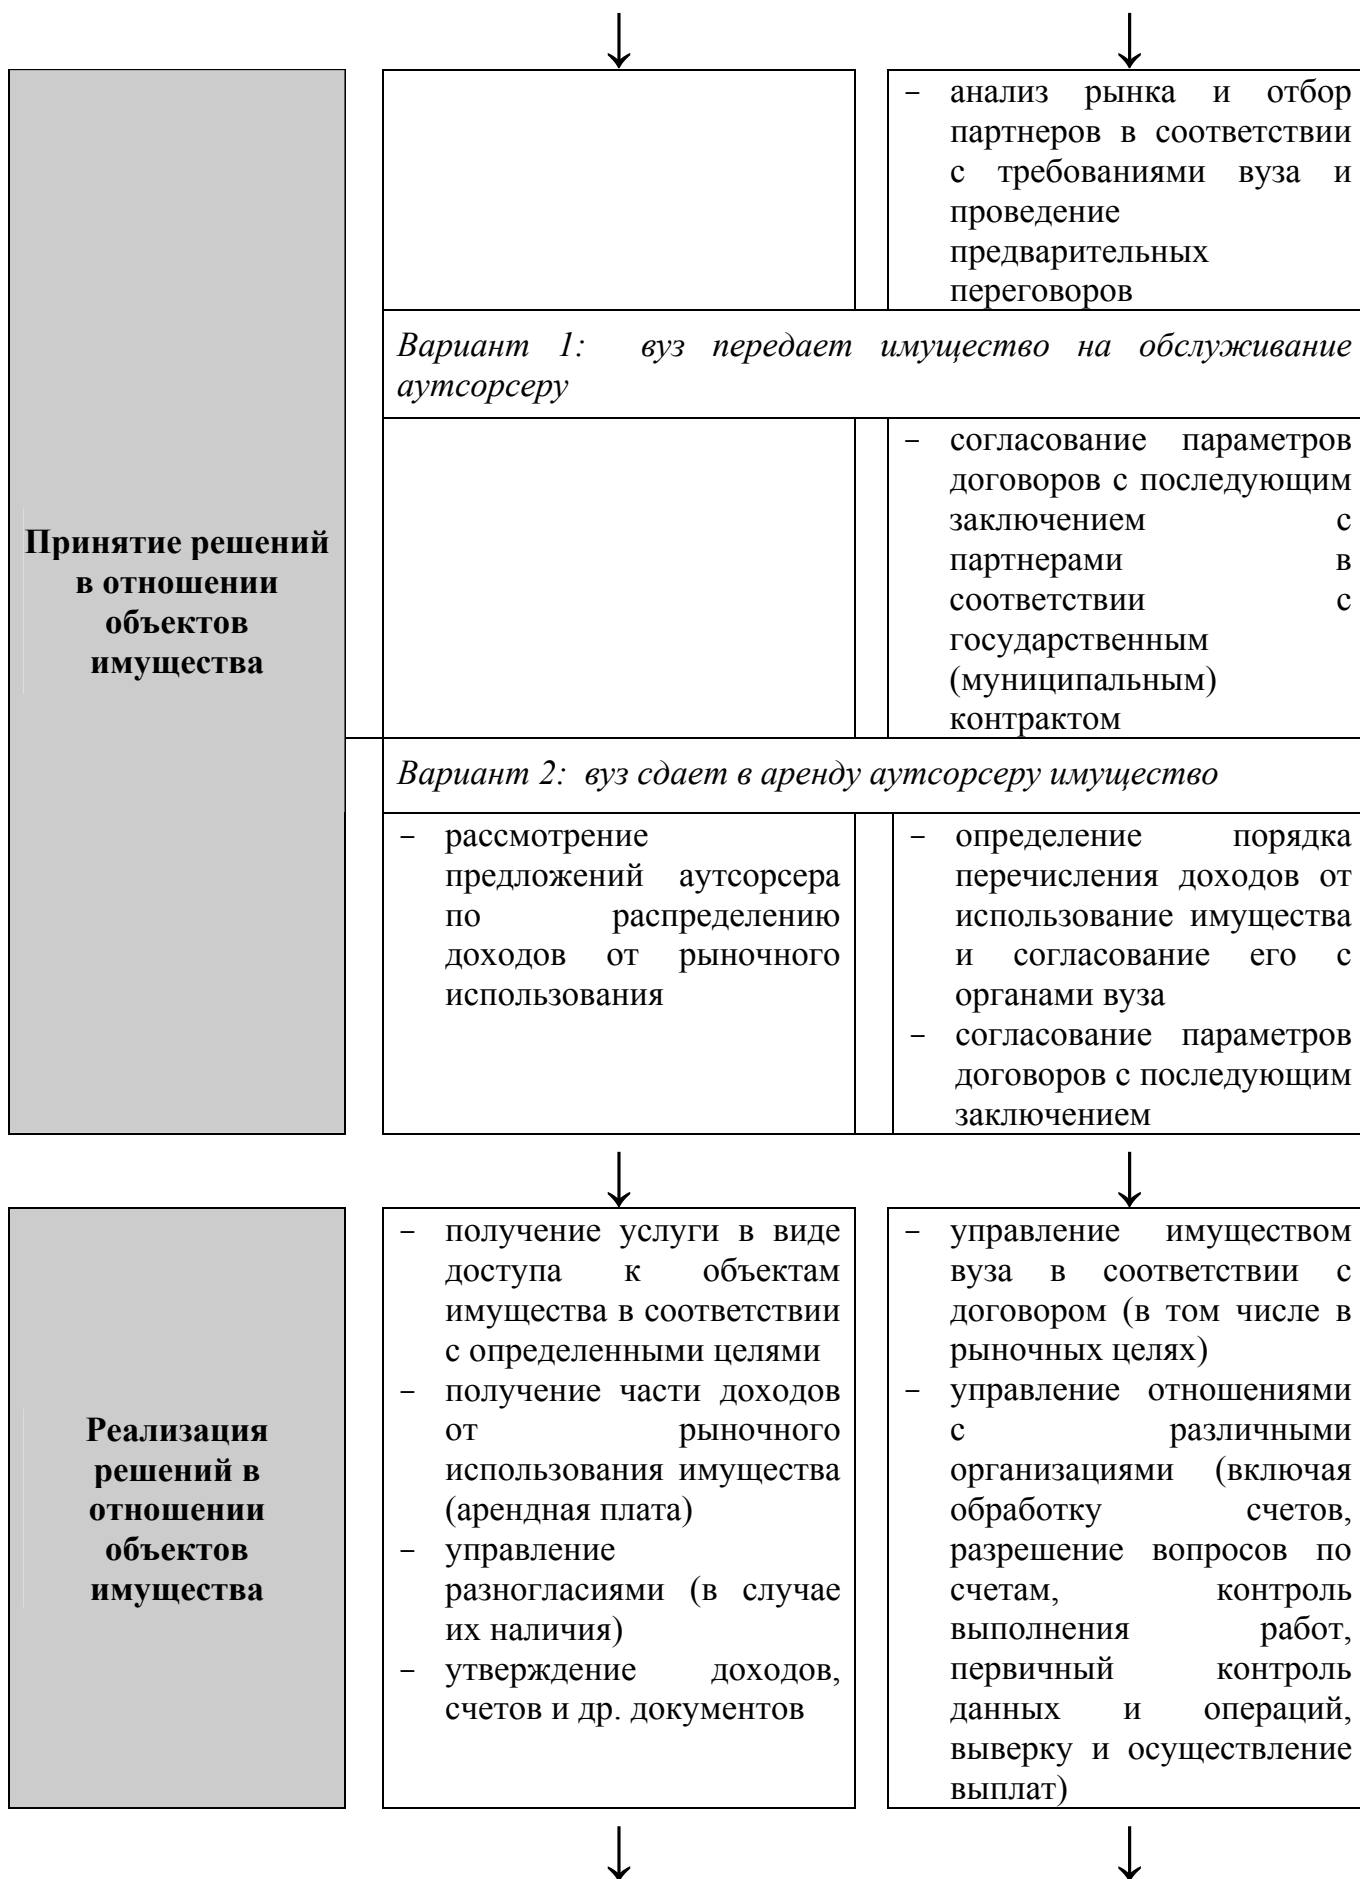 – анализ рынка и отбор
партнеров в соответствии
с требованиями вуза и
проведение
предварительных
переговоров
Вариант 1: вуз передает имущество на обслуживание
аутсорсеру
Принятие решений
в отношении
объектов
имущества
– согласование параметров
договоров с последующим
заключением с
партнерами в
соответствии с
государственным
(муниципальным)
контрактом
Вариант 2: вуз сдает в аренду аутсорсеру имущество
– рассмотрение
предложений аутсорсера
по распределению
доходов от рыночного
использования
– определение порядка
перечисления доходов от
использование имущества
и согласование его с
органами вуза
– согласование параметров
договоров с последующим
заключением
Реализация
решений в
отношении
объектов
имущества
– получение услуги в виде
доступа к объектам
имущества в соответствии
с определенными целями
– получение части доходов
от рыночного
использования имущества
(арендная плата)
– управление
разногласиями (в случае
их наличия)
– утверждение доходов,
счетов и др. документов
– управление имуществом
вуза в соответствии с
договором (в том числе в
рыночных целях)
– управление отношениями
с различными
организациями (включая
обработку счетов,
разрешение вопросов по
счетам, контроль
выполнения работ,
первичный контроль
данных и операций,
выверку и осуществление
выплат)